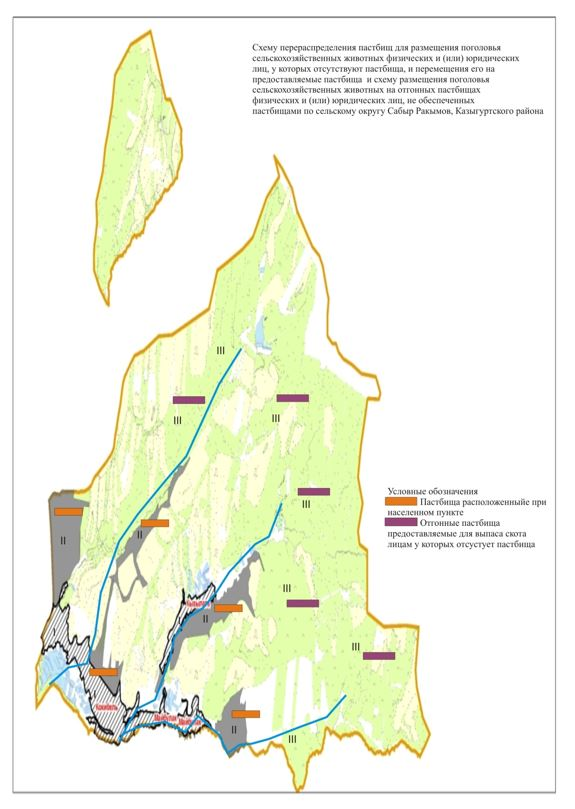 Схему перераспределения пастбищ для размещения поголовья
сельскохозяйственных животных физических и (или) юридических
лиц, у которых отсутствуют пастбища, и перемещения его на
предоставляемые пастбища и схему размещения поголовья
сельскохозяйственных животных на отгонных пастбищах
физических и (или) юридических лиц, не обеспеченных
пастбищами по сельскому округу Сабыр Ракымов, Казыгуртского района
III
III
III
Условные обозначения
Пастбища расположенныйе при
населенном пункте
Отгонные пастбища
предоставляемые для выпаса скота
лицам у которых отсустует пастбища
III
II
II
III
II
III
II
III